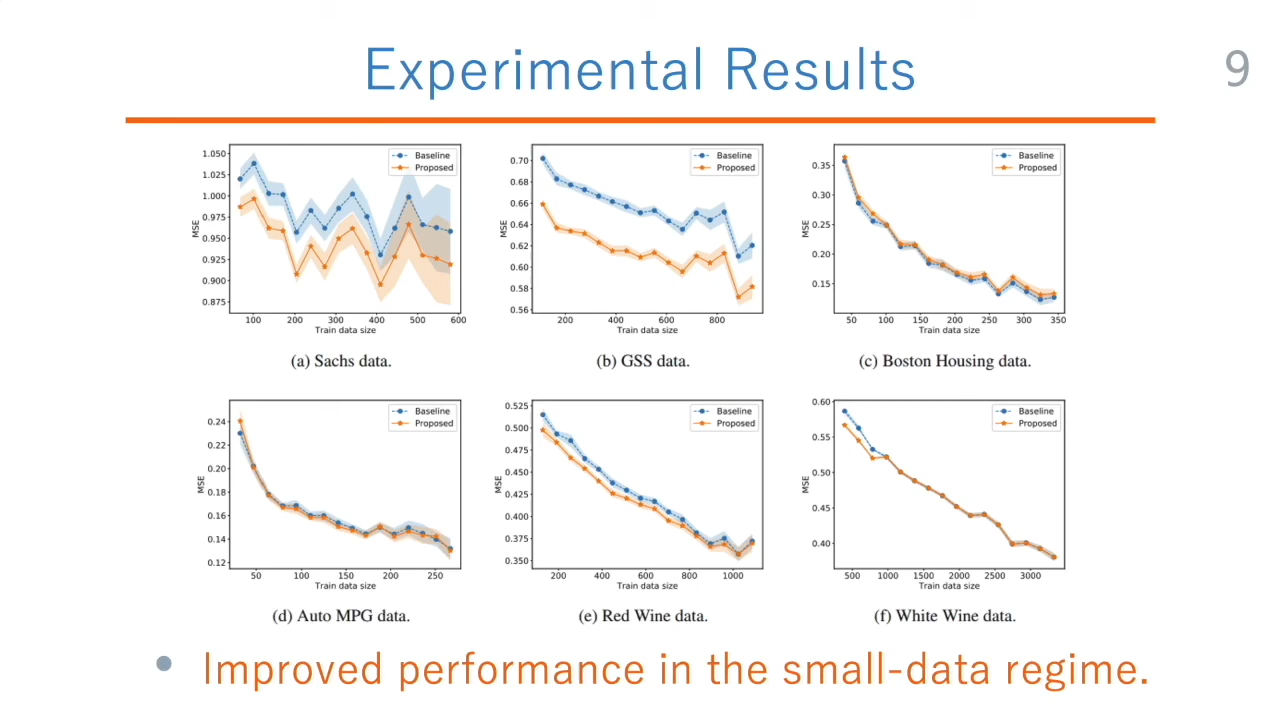 Experimental Results
9
1.050
1.025
1.000
0.975
0.950
0.925
0.900
0.875
MSE
Baseline
Proposed
100 200 300 400 500 600
Train data size
(a) Sachs data.
0.70
0.68
0.66
0.64
0.62
0.60
0.58
0.56
MSE
Baseline
Proposed
200 400 600 800
Train data size
(b) GSS data.
0.35
0.30
0.25
0.20
0.15
MSE
Baseline
Proposed
50 100 150 200 250 300 350
Train data size
(c) Boston Housing data.
0.24
0.22
0.20
0.18
0.16
0.14
0.12
MSE
Baseline
Proposed
50 100 150 200 250
Train data size
(d) Auto MPG data.
0.525
0.500
0.475
0.450
0.425
0.400
0.375
0.350
MSE
Baseline
Proposed
200 400 600 800 1000
Train data size
(e) Red Wine data.
0.60
0.55
0.50
0.45
0.40
MSE
Baseline
Proposed
500 1000 1500 2000 2500 3000
Train data size
(f) White Wine data.
• Improved performance in the small-data regime.